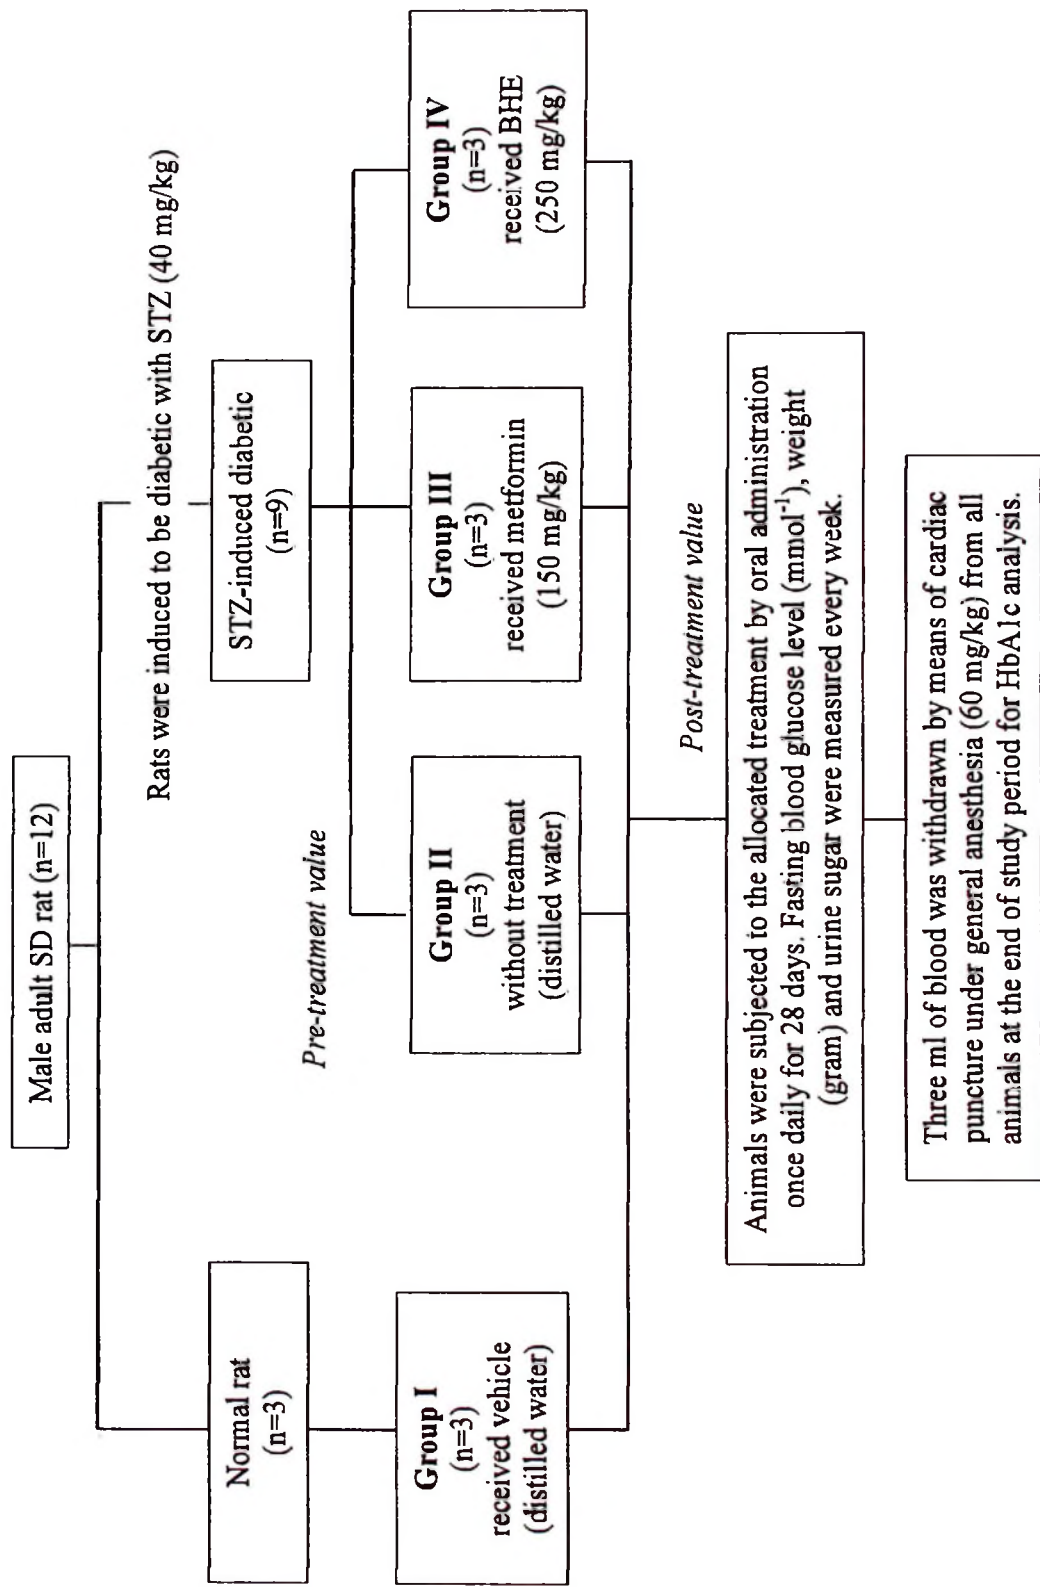 Male adult SD rat (n=12)
Rats were induced to be diabetic with STZ (40 mg/kg)
Normal rat
(n=3)
STZ-induced diabetic
(n=9)
Pre-treatment value
Group I
(n=3)
received vehicle
(distilled water)
Group II
(n=3)
without treatment
(distilled water)
Group III
(n=3)
received metformin
(150 mg/kg)
Group IV
(n=3)
received BHE
(250 mg/kg)
Post-treatment value
Animals were subjected to the allocated treatment by oral administration
once daily for 28 days. Fasting blood glucose level (mmol⁻¹), weight
(gram) and urine sugar were measured every week.
Three ml of blood was withdrawn by means of cardiac
puncture under general anesthesia (60 mg/kg) from all
animals at the end of study period for HbA1c analysis.